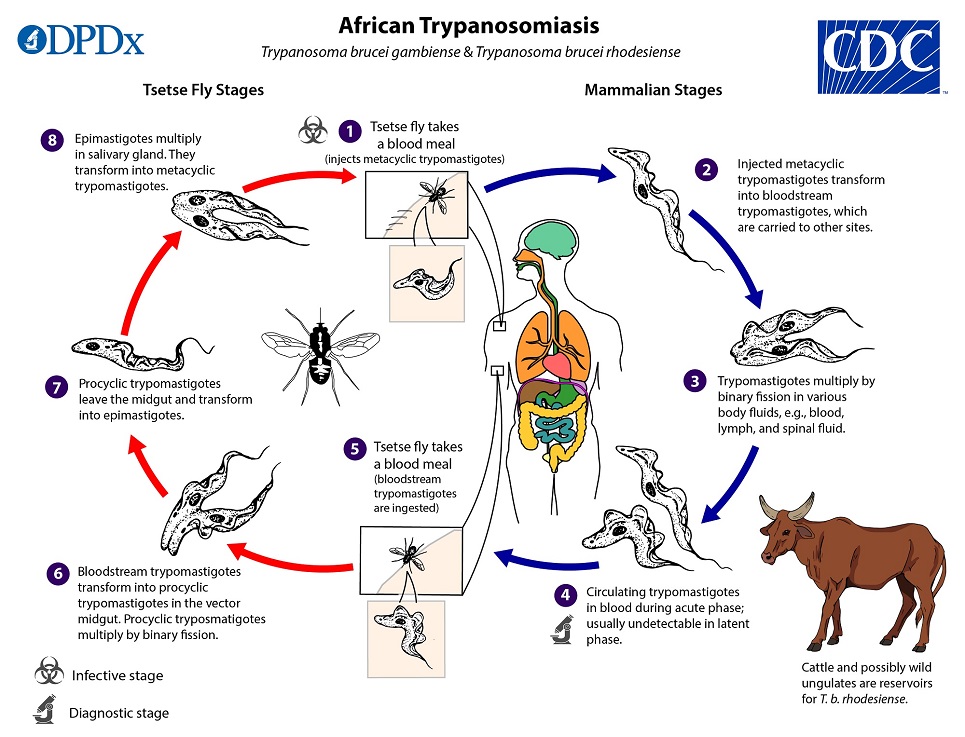 DPDx
African Trypanosomiasis
Trypanosoma brucei gambiense & Trypanosoma brucei rhodesiense
CDC
TM
Tsetse Fly Stages
Mammalian Stages
1
Tsetse fly takes
a blood meal
(injects metacyclic trypomastigotes)
2
Injected metacyclic
trypomastigotes transform
into bloodstream
trypomastigotes, which
are carried to other sites.
3
Trypomastigotes multiply by
binary fission in various
body fluids, e.g., blood,
lymph, and spinal fluid.
4
Circulating trypomastigotes
in blood during acute phase;
usually undetectable in latent
phase.
5
Tsetse fly takes
a blood meal
(bloodstream
trypomastigotes
are ingested)
6
Bloodstream trypomastigotes
transform into procyclic
trypomastigotes in the vector
midgut. Procyclic tryposmatigotes
multiply by binary fission.
7
Procyclic trypomastigotes
leave the midgut and transform
into epimastigotes.
8
Epimastigotes multiply
in salivary gland. They
transform into metacyclic
trypomastigotes.
Infective stage
Diagnostic stage
Cattle and possibly wild
ungulates are reservoirs
for T. b. rhodesiense.